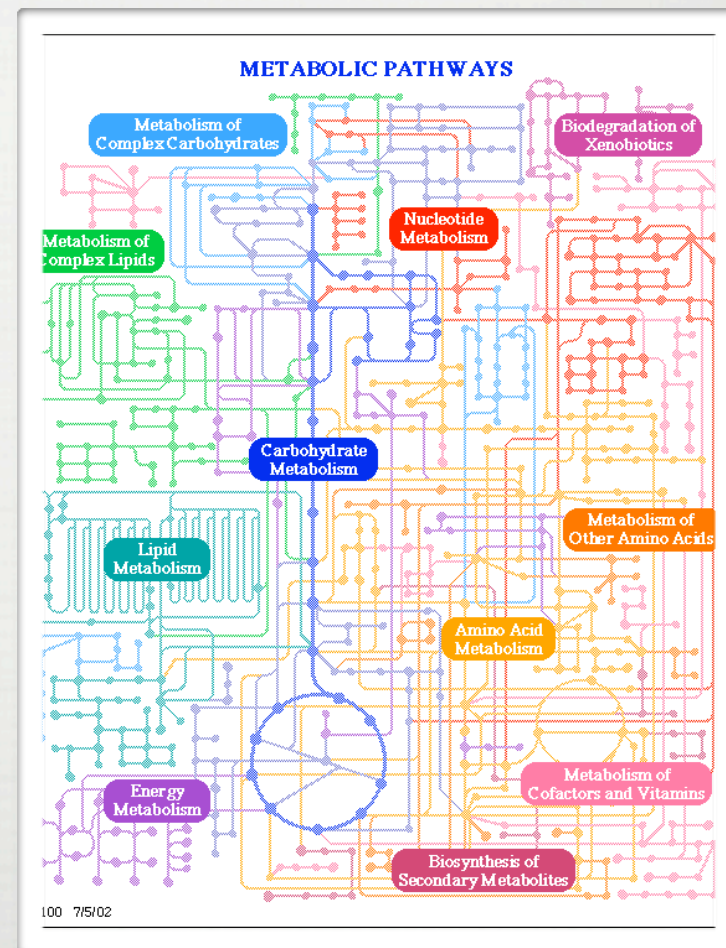 METABOLIC PATHWAYS
Metabolism of
Complex Carbohydrates
Biodegradation of
Xenobiotics
Nucleotide
Metabolism
Metabolism of
Complex Lipids
Carbohydrate
Metabolism
Metabolism of
Other Amino Acids
Lipid
Metabolism
Amino Acid
Metabolism
Metabolism of
Cofactors and Vitamins
Energy
Metabolism
Biosynthesis of
Secondary Metabolites
100 7/5/02